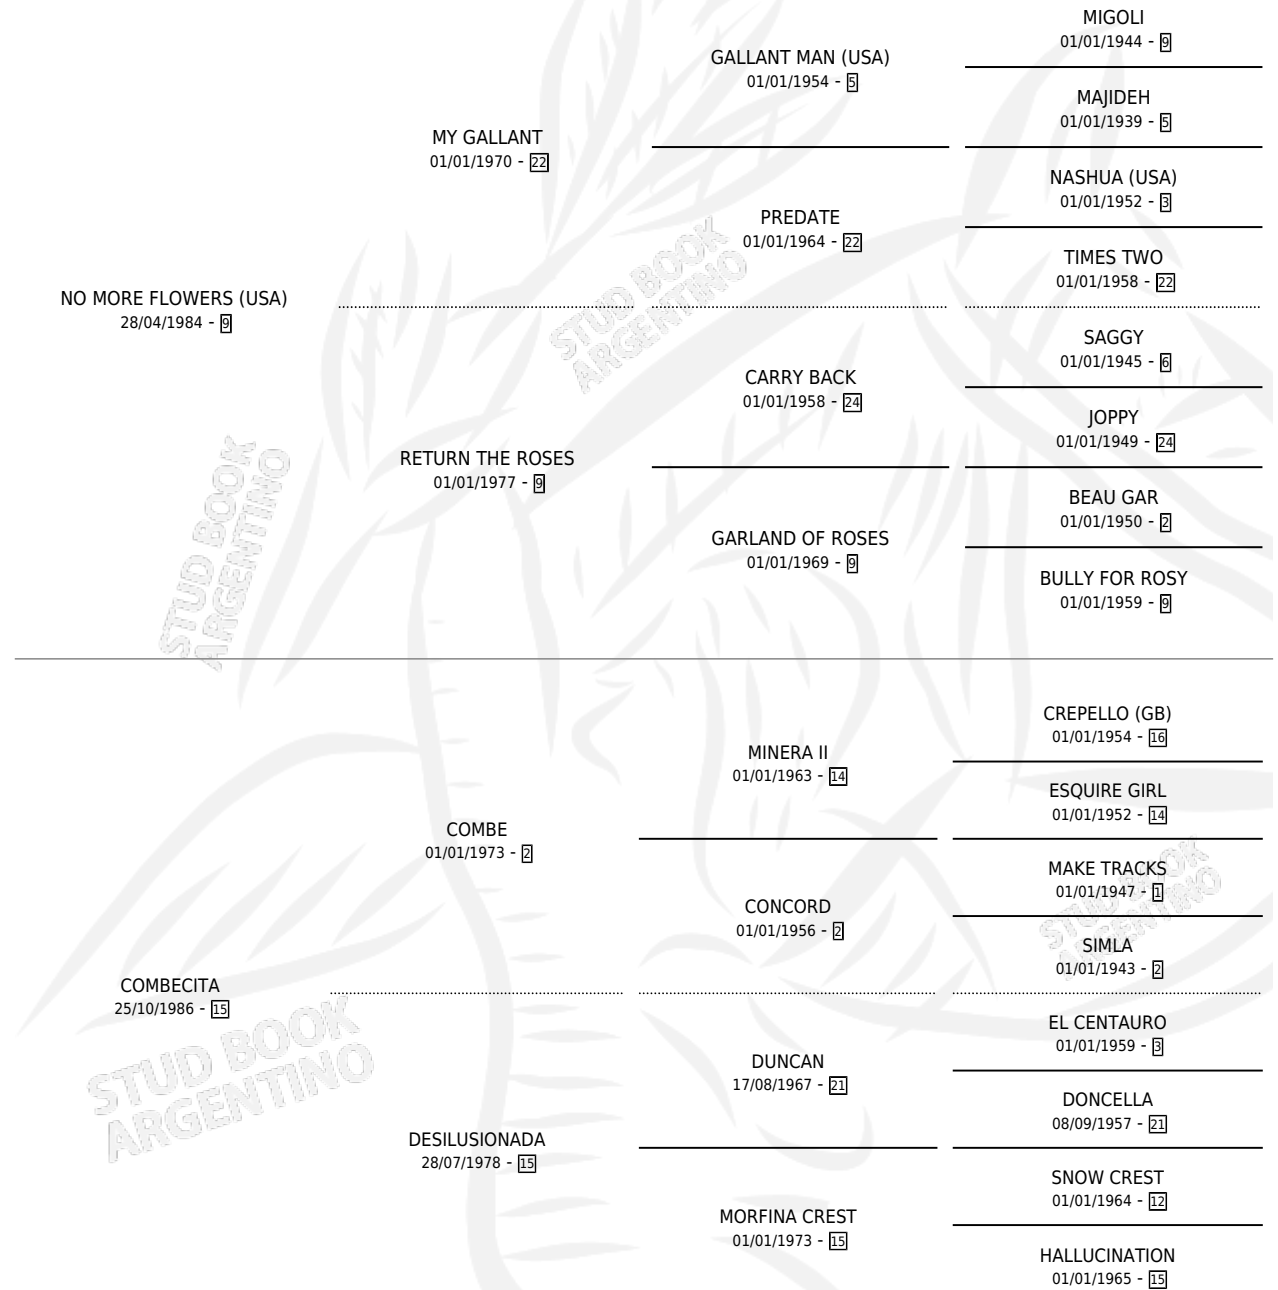 MIGOLI
01/01/1944 - 9
GALLANT MAN (USA)
01/01/1954 - 5
MAJIDEH
01/01/1939 - 5
MY GALLANT
01/01/1970 - 22
NASHUA (USA)
01/01/1952 - 3
PREDATE
01/01/1964 - 22
TIMES TWO
01/01/1958 - 22
NO MORE FLOWERS (USA)
28/04/1984 - 9
SAGGY
01/01/1945 - 6
CARRY BACK
01/01/1958 - 24
JOPPY
01/01/1949 - 24
RETURN THE ROSES
01/01/1977 - 9
BEAU GAR
01/01/1950 - 2
GARLAND OF ROSES
01/01/1969 - 9
BULLY FOR ROSY
01/01/1959 - 9
CREPELLO (GB)
01/01/1954 - 16
MINERA II
01/01/1963 - 14
ESQUIRE GIRL
01/01/1952 - 14
COMBE
01/01/1973 - 2
MAKE TRACKS
01/01/1947 - 1
CONCORD
01/01/1956 - 2
SIMLA
01/01/1943 - 2
COMBECITA
25/10/1986 - 15
EL CENTAURO
01/01/1959 - 3
DUNCAN
17/08/1967 - 21
DONCELLA
08/09/1957 - 21
DESILUSIONADA
28/07/1978 - 15
SNOW CREST
01/01/1964 - 12
MORFINA CREST
01/01/1973 - 15
HALLUCINATION
01/01/1965 - 15
STUD BOOK
ARGENTINO
STUD BOOK
ARGENTINO
STUD BOOK
ARGENTINO
STUD BOOK
ARGENTINO